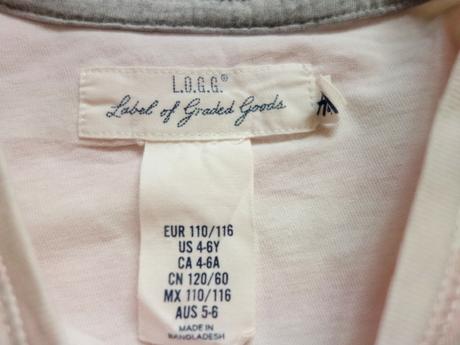 L.O.G.G.®
Label of Graded Goods
EUR 110/116
US 4-6Y
CA 4-6A
CN 120/60
MX 110/116
AUS 5-6
MADE IN
BANGLADESH